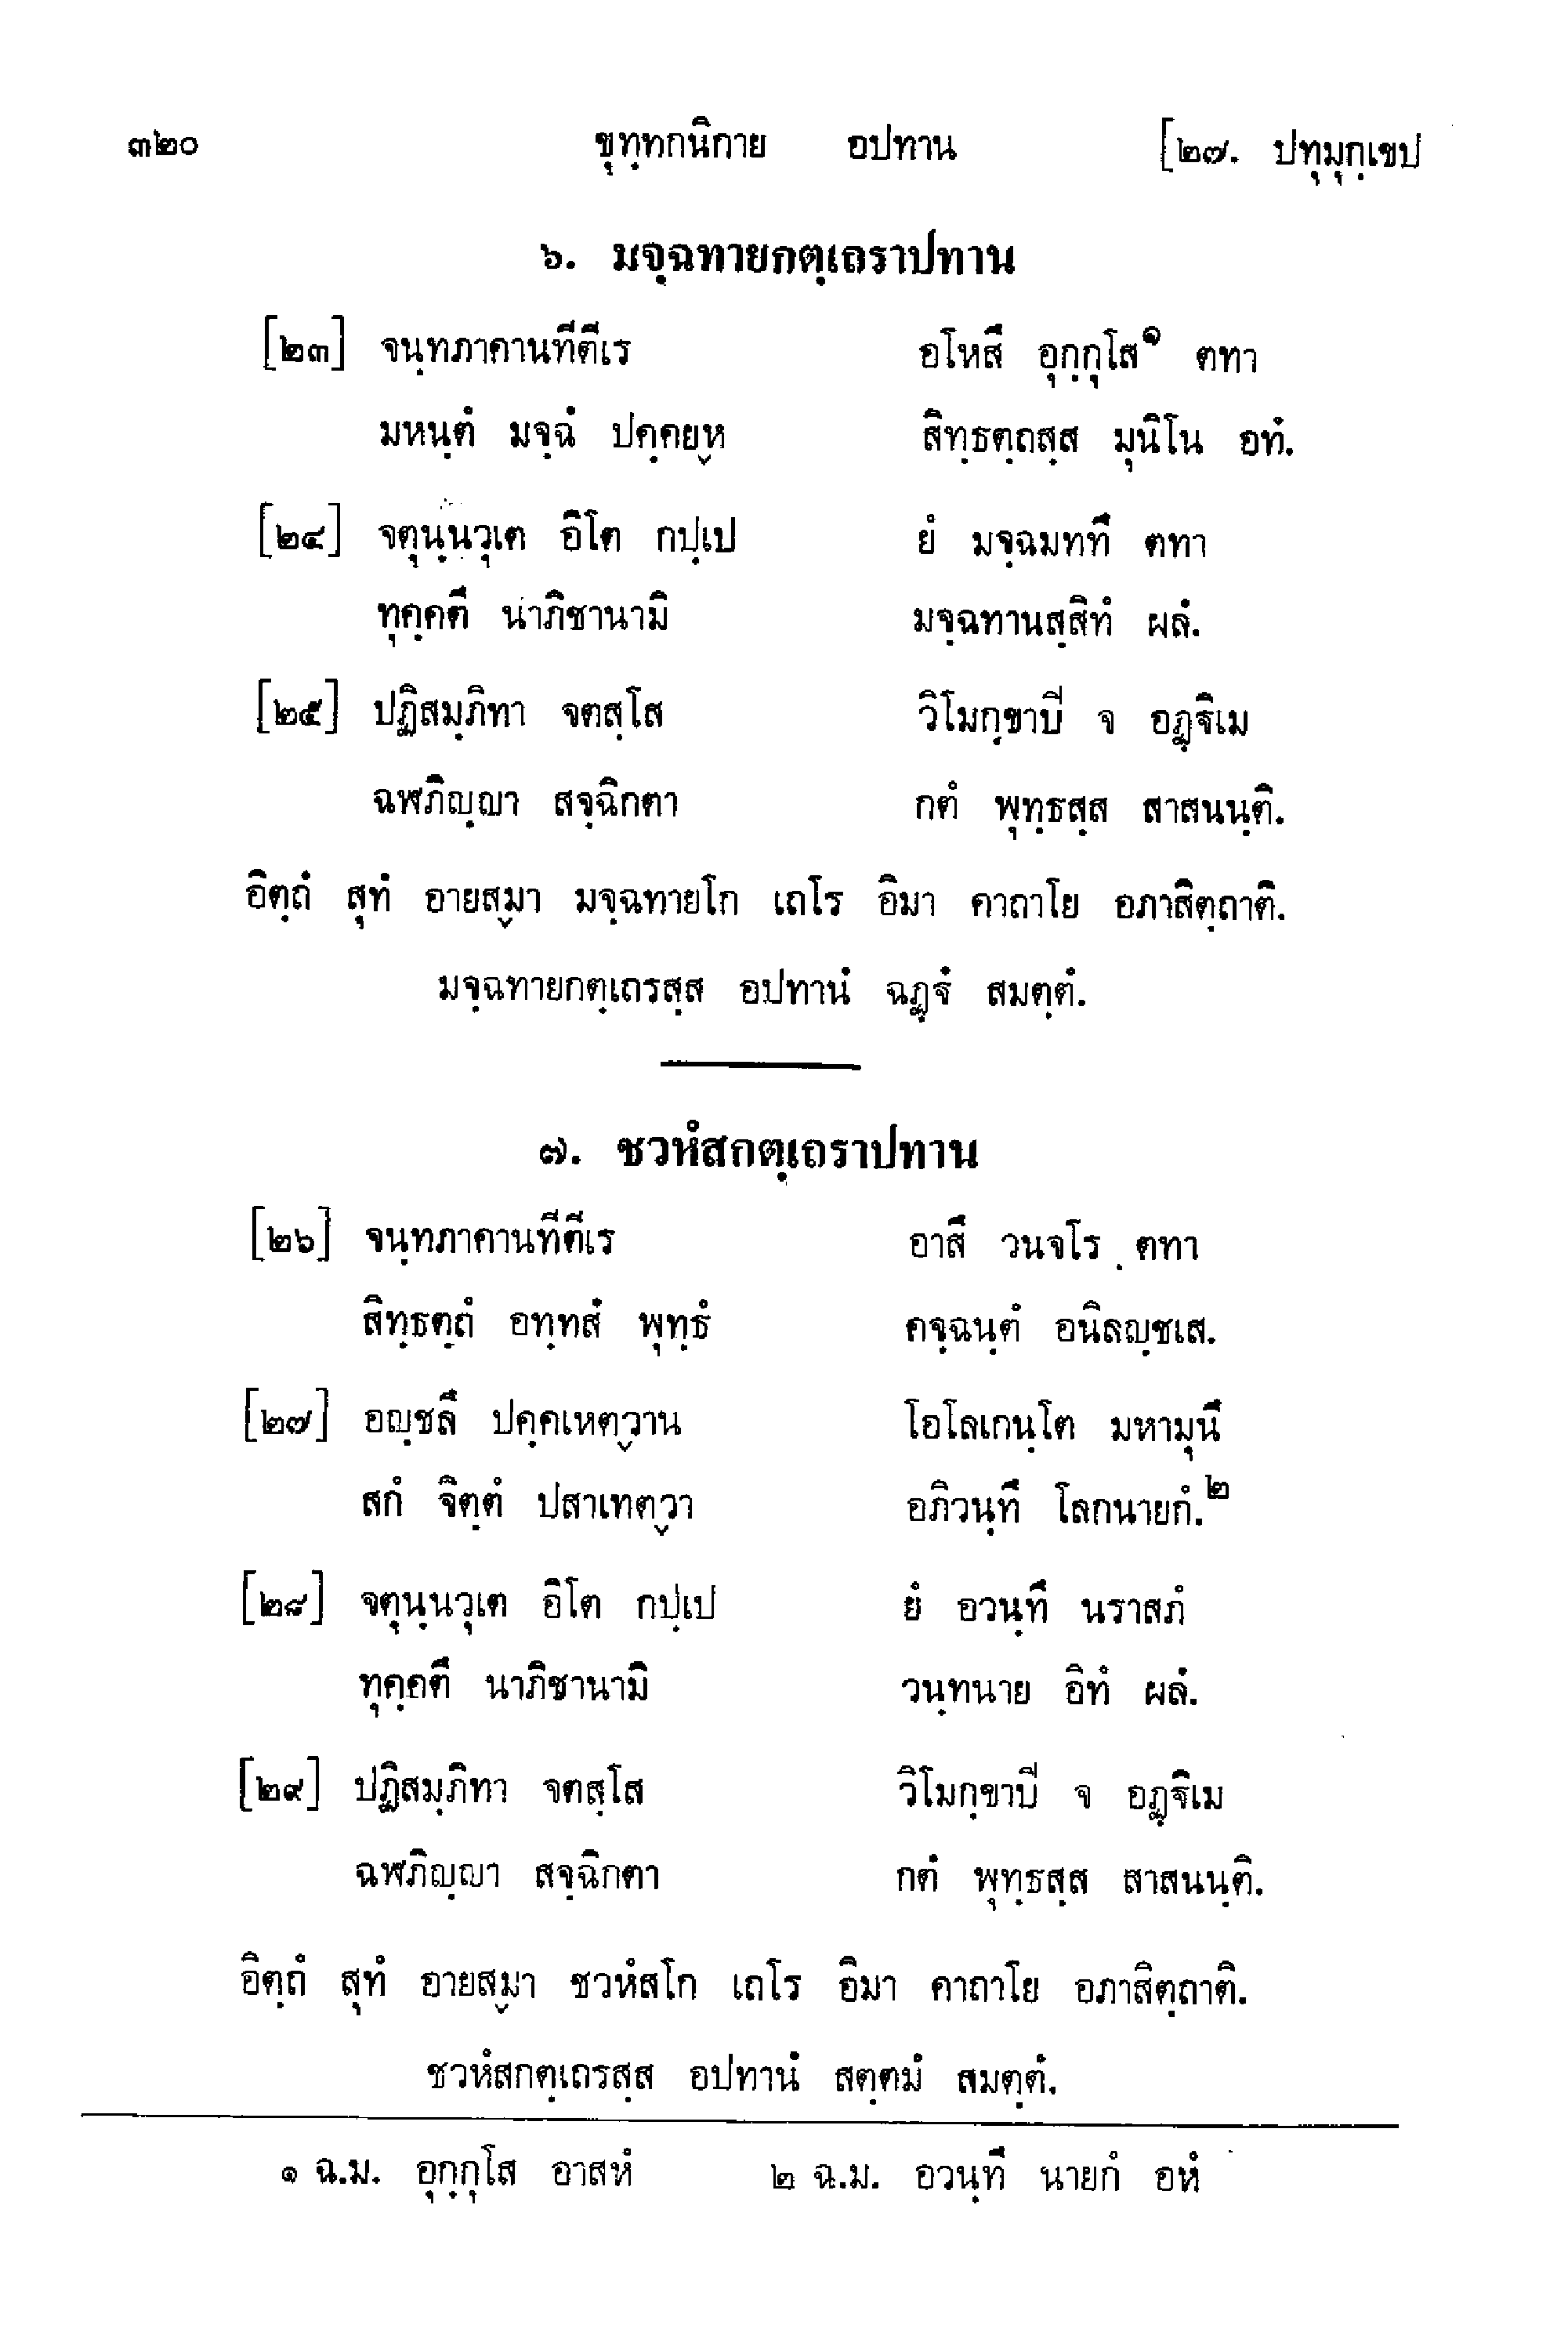 ๓๒๐ ขุทฺทกนิกาย อปทาน [๒๗. ปทุมุกฺเขป
๖. มจฺฉทายกตฺเถราปทาน
[๒๓] จนฺทภาคานทีตีเร อโหสึ อุกฺกุโส๑ ตทา
มหนฺตํ มจฺฉํ ปคฺคยฺห สิทฺธตฺถสฺส มุนิโน อทํ.
[๒๔] จตุนฺนวุเต อิโต กปฺเป ยํ มจฺฉมททึ ตทา
ทุคฺคตึ นาภิชานามิ มจฺฉทานสฺสิทํ ผลํ.
[๒๕] ปฏิสมฺภิทา จตสฺโส วิโมกฺขาปิ จ อฏฺฐิเม
ฉฬภิญฺญา สจฺฉิกตา กตํ พุทฺธสฺส สาสนนฺติ.
อิตฺถํ สุทํ อายสฺมา มจฺฉทายโก เถโร อิมา คาถาโย อภาสิตฺถาติ.
มจฺฉทายกตฺเถรสฺส อปทานํ ฉฏฺฐํ สมตฺตํ.
๗. ชวหํสกตฺเถราปทาน
[๒๖] จนฺทภาคานทีตีเร อาสึ วนจโร ตทา
สิทฺธตฺถํ อทฺทสํ พุทฺธํ คจฺฉนฺตํ อนิลญฺชเส.
[๒๗] อญฺชลึ ปคฺคเหตฺวาน โอโลเกนฺโต มหามุนึ
สกํ จิตฺตํ ปสาเทตฺวา อภิวนฺทึ โลกนายกํ.๒
[๒๘] จตุนฺนวุเต อิโต กปฺเป ยํ อวนฺทึ นราสภํ
ทุคฺคตึ นาภิชานามิ วนฺทนาย อิทํ ผลํ.
[๒๙] ปฏิสมฺภิทา จตสฺโส วิโมกฺขาปิ จ อฏฺฐิเม
ฉฬภิญฺญา สจฺฉิกตา กตํ พุทฺธสฺส สาสนนฺติ.
อิตฺถํ สุทํ อายสฺมา ชวหํสโก เถโร อิมา คาถาโย อภาสิตฺถาติ.
ชวหํสกตฺเถรสฺส อปทานํ สตฺตมํ สมตฺตํ.
๑ ฉ.ม. อุกฺกุโส อาสหํ ๒ ฉ.ม. อวนฺทึ นายกํ อหํ